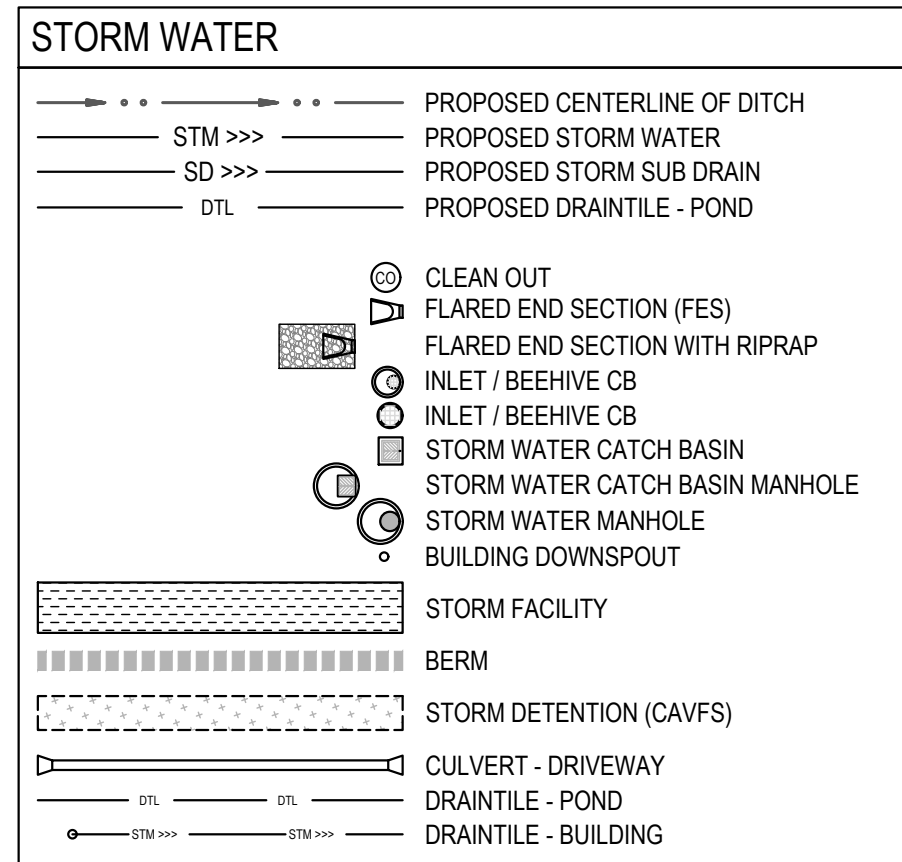 STORM WATER
PROPOSED CENTERLINE OF DITCH
STM >>> PROPOSED STORM WATER
SD >>> PROPOSED STORM SUB DRAIN
DTL PROPOSED DRAINTILE - POND
CO CLEAN OUT
FLARED END SECTION (FES)
FLARED END SECTION WITH RIPRAP
INLET / BEEHIVE CB
INLET / BEEHIVE CB
STORM WATER CATCH BASIN
STORM WATER CATCH BASIN MANHOLE
STORM WATER MANHOLE
BUILDING DOWNSPOUT
STORM FACILITY
BERM
STORM DETENTION (CAVFS)
CULVERT - DRIVEWAY
DTL DTL DRAINTILE - POND
STM >>> STM >>> DRAINTILE - BUILDING